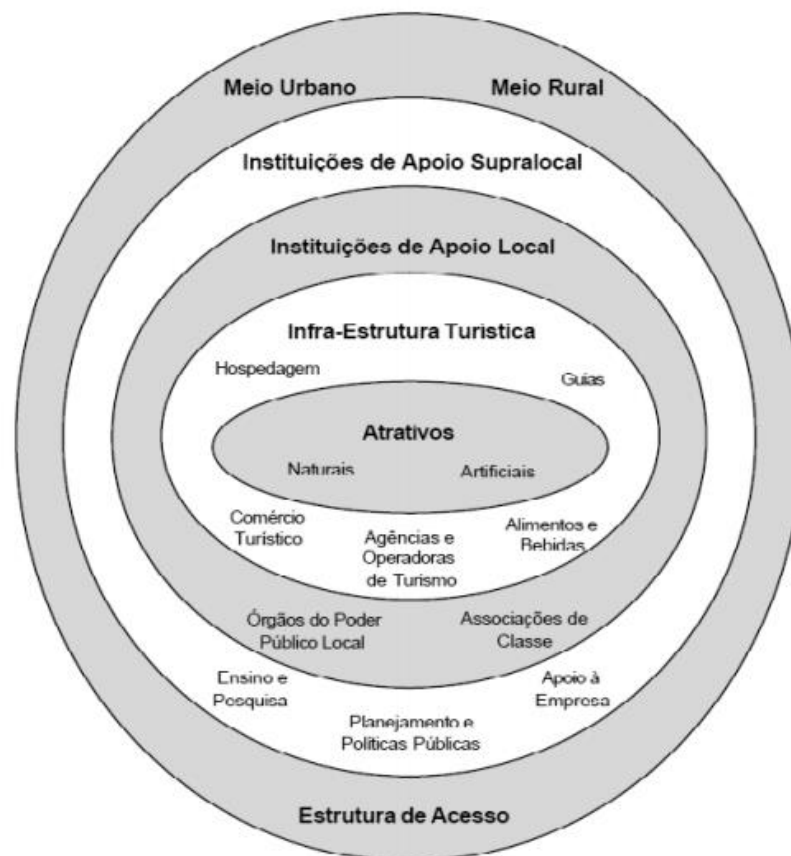 Meio Urbano
Meio Rural
Instituições de Apoio Supralocal
Instituições de Apoio Local
Infra-Estrutura Turistica
Hospedagem
Guias
Atrativos
Naturais
Artificiais
Comércio
Turístico
Agências e
Operadoras
de Turismo
Alimentos e
Bebidas
Órgãos do Poder
Público Local
Associações de
Classe
Ensino e
Pesquisa
Planejamento e
Políticas Públicas
Apoio à
Empresa
Estrutura de Acesso